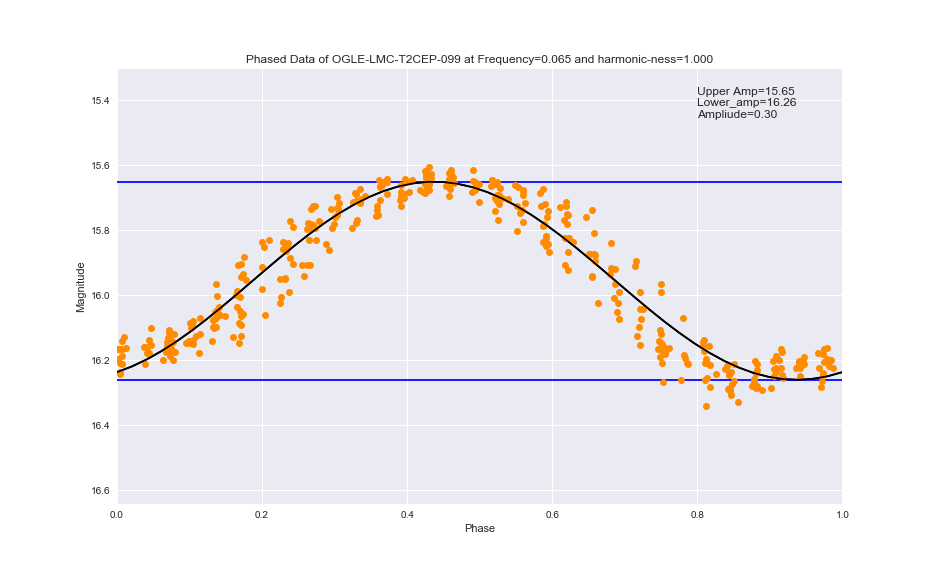 Phased Data of OGLE-LMC-T2CEP-099 at Frequency=0.065 and harmonic-ness=1.000
Upper Amp=15.65
Lower_amp=16.26
Ampliude=0.30
15.4
15.6
15.8
16.0
16.2
16.4
16.6
Magnitude
0.0
0.2
0.4
0.6
0.8
1.0
Phase